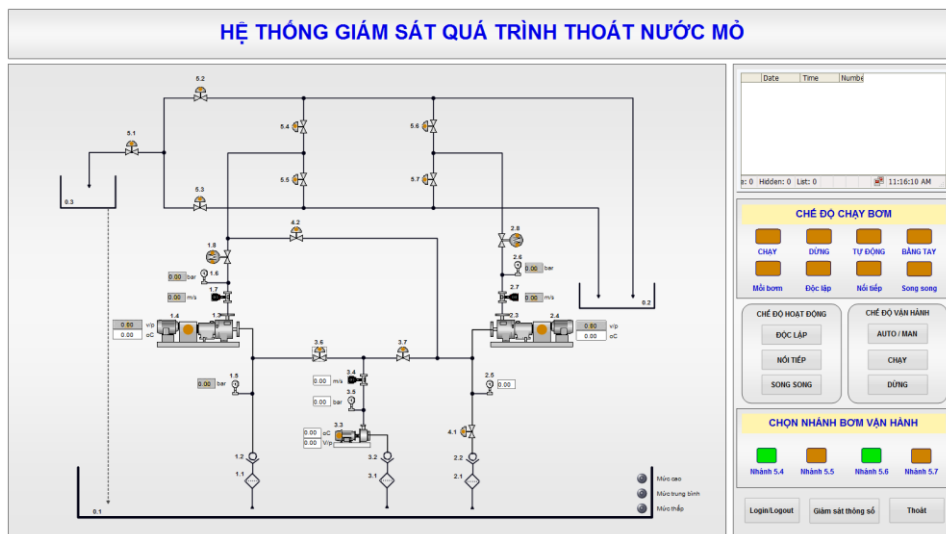 HỆ THỐNG GIÁM SÁT QUÁ TRÌNH THOÁT NƯỚC MỎ
5.2
5.4
5.6
5.1
5.5
5.7
0.3
5.3
4.2
1.8
2.8
0.00 bar
1.6
2.6
0.00 bar
0.00 m/s
1.7
2.7
0.00 m/s
0.2
v/p
1.4
1.3
2.3
2.4
v/p
0.00 oC
0.00 oC
3.6
3.7
0.00 bar
1.5
0.00 m/s
3.4
2.5
0.00
0.00 bar
3.5
0.00 oC
3.3
0.00 V/p
4.1
1.2
3.2
2.2
1.1
3.1
2.1
Mức cao
Mức trung bình
Mức thấp
0.1
Date Time Numbe
s: 0 Hidden: 0 List: 0 11:16:10 AM
CHẾ ĐỘ CHẠY BƠM
CHẠY DỪNG TỰ ĐỘNG BẰNG TAY
Mồi bơm Độc lập Nối tiếp Song song
CHẾ ĐỘ HOẠT ĐỘNG
ĐỘC LẬP
NỐI TIẾP
SONG SONG
CHẾ ĐỘ VẬN HÀNH
AUTO / MAN
CHẠY
DỪNG
CHỌN NHÁNH BƠM VẬN HÀNH
Nhánh 5.4 Nhánh 5.5 Nhánh 5.6 Nhánh 5.7
Login/Logout Giám sát thông số Thoát